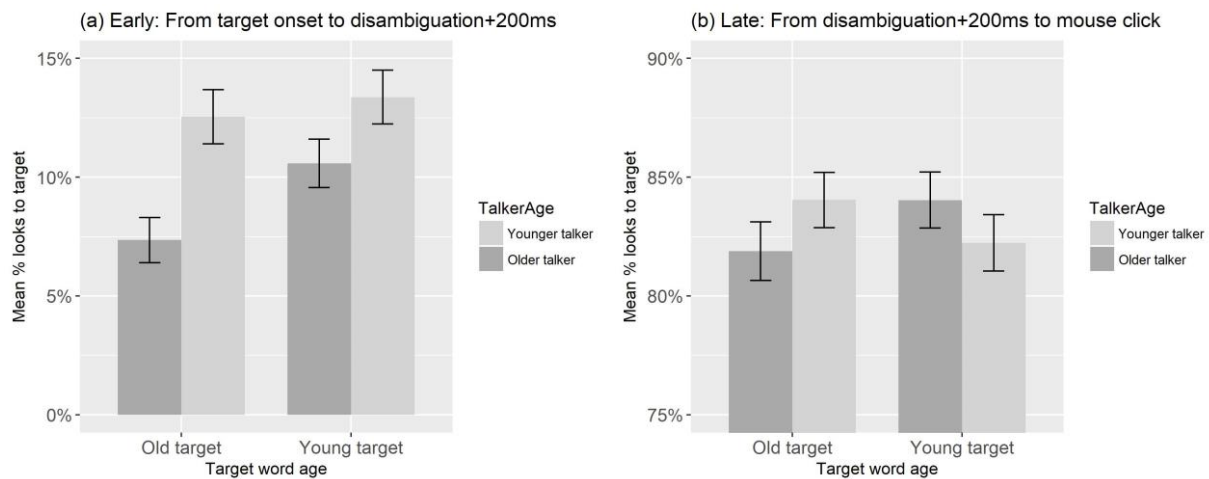 (a) Early: From target onset to disambiguation+200ms
15%
10%
5%
0%
Mean % looks to target
Old target
Young target
Target word age
TalkerAge
Younger talker
Older talker
(b) Late: From disambiguation+200ms to mouse click
90%
85%
80%
75%
Mean % looks to target
Old target
Young target
Target word age
TalkerAge
Younger talker
Older talker